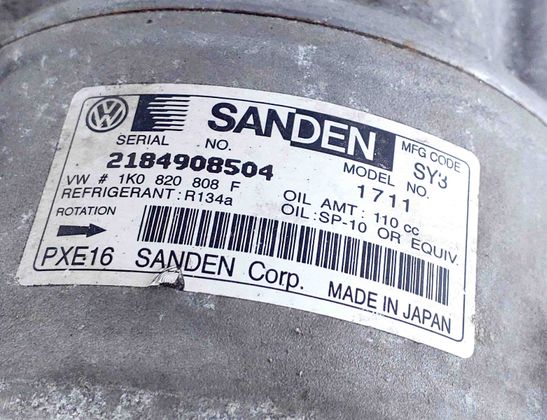 SANDEN
MFG CODE
SERIAL NO. SY3
2184908504 MODEL NO.
VW # 1K0 820 808 F 1711
REFRIGERANT:R134a OIL AMT: 110 cc
ROTATION OIL:SP-10 OR EQUIV.
PXE16 SANDEN Corp. MADE IN JAPAN